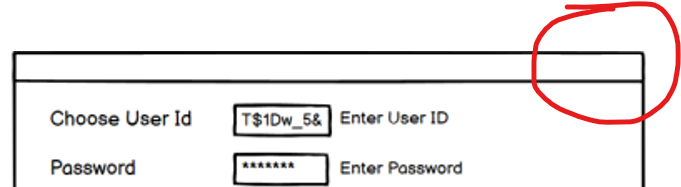 Choose User Id T$1Dw_5& Enter User ID
Password ******* Enter Password